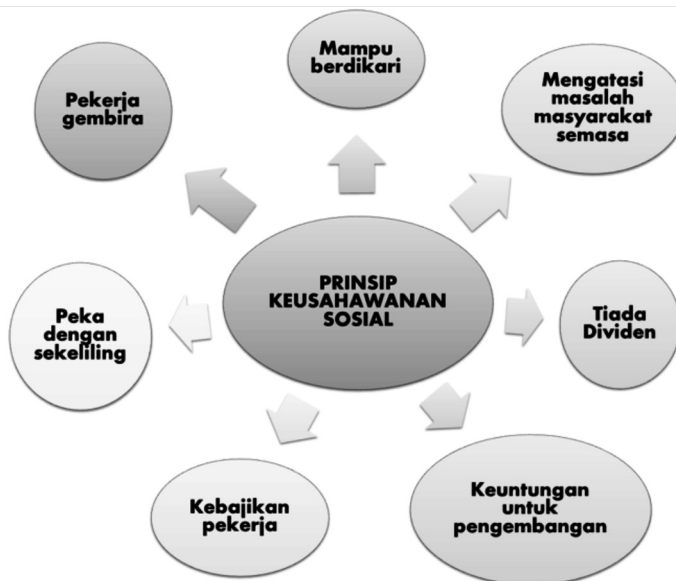 Mampu
berdikari
Pekerja
gembira
Mengatasi
masalah
masyarakat
semasa
PRINSIP
KEUSAHAWANAN
SOSIAL
Peka
dengan
sekeliling
Tiada
Dividen
Kebajikan
pekerja
Keuntungan
untuk
pengembangan